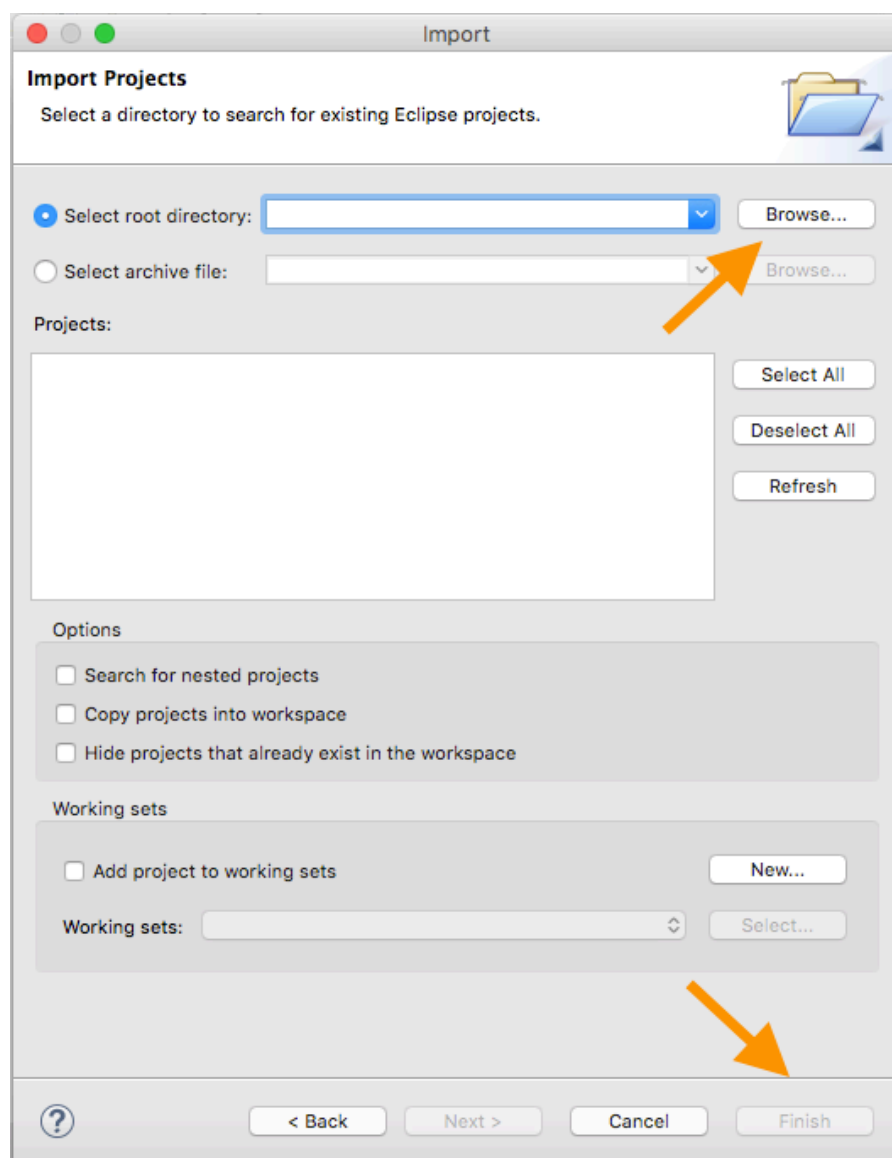 Import
Import Projects
Select a directory to search for existing Eclipse projects.
Select root directory: Browse...
Select archive file: Browse...
Projects:
Select All
Deselect All
Refresh
Options
Search for nested projects
Copy projects into workspace
Hide projects that already exist in the workspace
Working sets
Add project to working sets New...
Working sets: Select...
? < Back Next > Cancel Finish